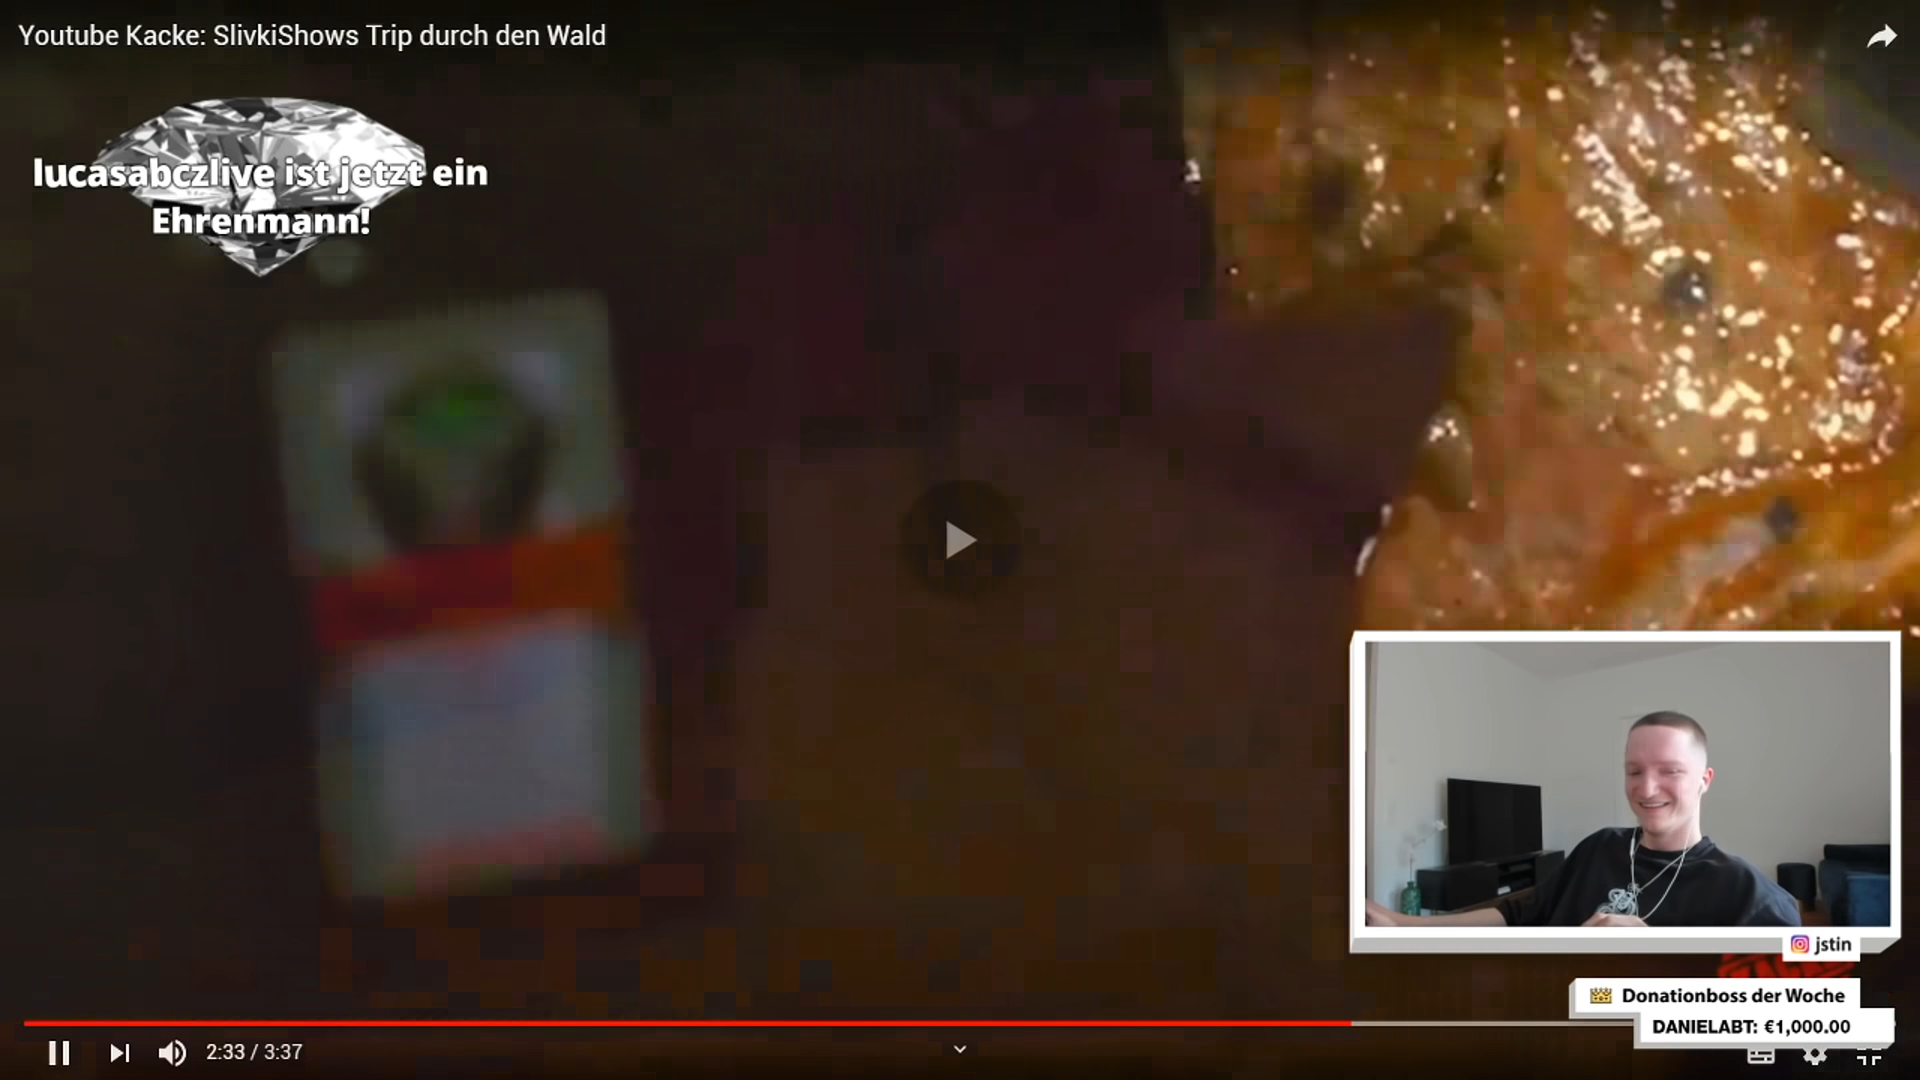 Youtube Kacke: SlivkiShows Trip durch den Wald
lucasabczlive ist jetzt ein
Ehrenmann!
jstin
Donationboss der Woche
DANIELABT: €1,000.00
2:33 / 3:37